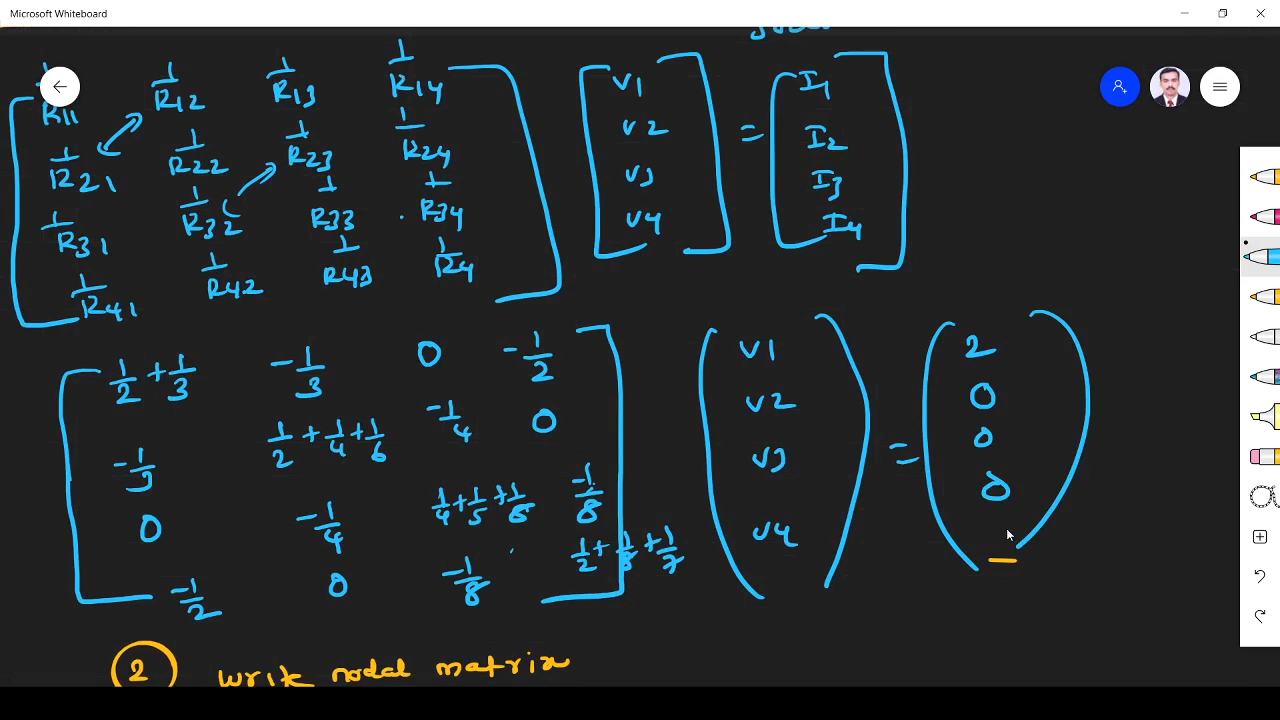 Microsoft Whiteboard
1/R11 1/R12 1/R13 1/R14 v1 I1
1/R21 1/R22 1/R23 1/R24 v2 = I2
1/R31 1/R32 1/R33 1/R34 v3 I3
1/R41 1/R42 1/R43 1/R4 v4 I4
1/2 + 1/3 -1/3 0 -1/2 v1 2
-1/3 1/2 + 1/4 + 1/6 -1/4 0 v2 0
0 -1/4 1/4 + 1/5 + 1/8 -1/8 v3 = 0
-1/2 0 -1/8 1/2 + 1/8 + 1/7 v4 0
2 write nodal matrix